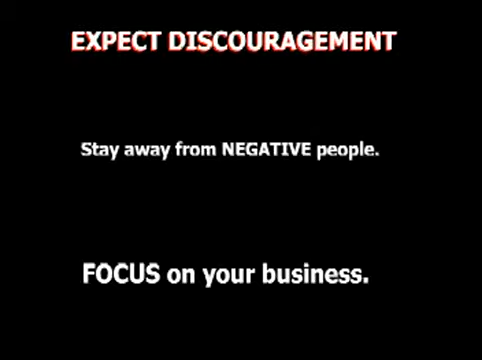 EXPECT DISCOURAGEMENT
Stay away from NEGATIVE people.
FOCUS on your business.